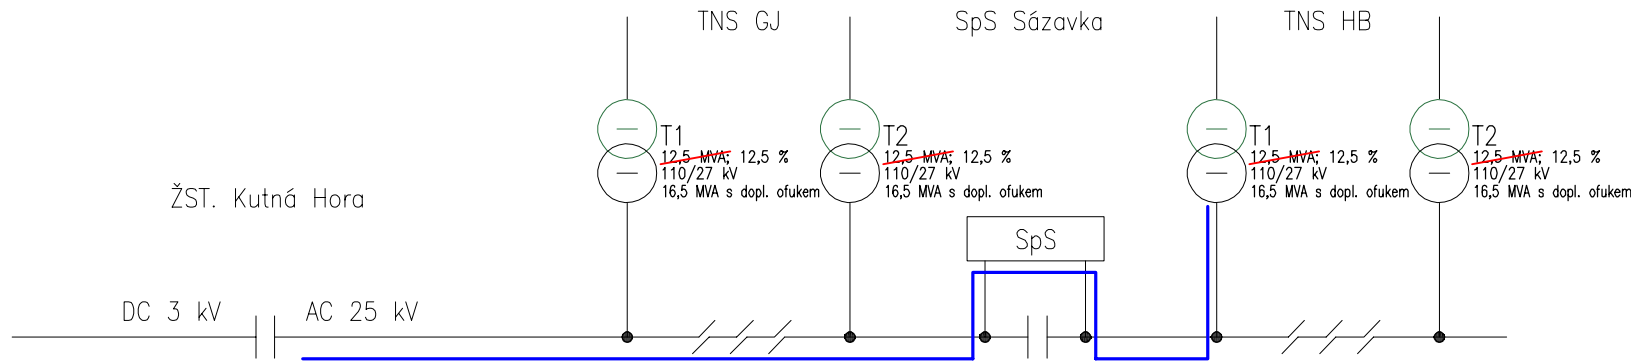 TNS GJ
SpS Sázavka
TNS HB
T1
12,5 MVA; 12,5 %
110/27 kV
16,5 MVA s dopl. ofukem
T2
12,5 MVA; 12,5 %
110/27 kV
16,5 MVA s dopl. ofukem
T1
12,5 MVA; 12,5 %
110/27 kV
16,5 MVA s dopl. ofukem
T2
12,5 MVA; 12,5 %
110/27 kV
16,5 MVA s dopl. ofukem
ŽST. Kutná Hora
SpS
DC 3 kV
AC 25 kV